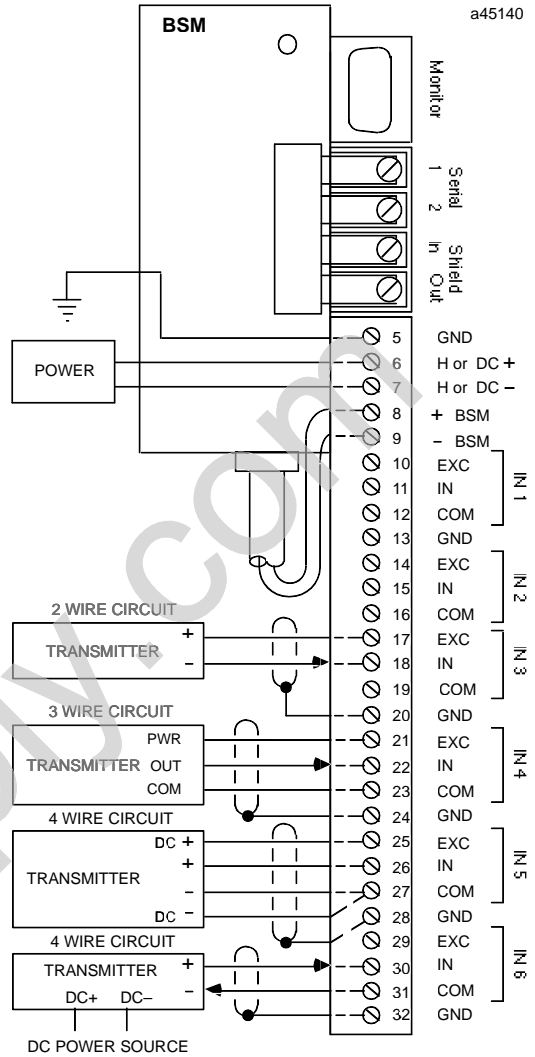 a45140
BSM
Monitor
Serial
1 2
Shield
In Out
5 GND
POWER
6 H or DC +
7 H or DC –
8 + BSM
9 – BSM
10 EXC
11 IN
12 COM
IN 1
13 GND
14 EXC
15 IN
16 COM
IN 2
2 WIRE CIRCUIT
TRANSMITTER
+
–
17 EXC
18 IN
19 COM
IN 3
20 GND
3 WIRE CIRCUIT
TRANSMITTER
PWR
OUT
COM
21 EXC
22 IN
23 COM
IN 4
24 GND
4 WIRE CIRCUIT
TRANSMITTER
DC +
+
–
DC –
25 EXC
26 IN
27 COM
IN 5
28 GND
4 WIRE CIRCUIT
TRANSMITTER
+
–
DC+ DC–
29 EXC
30 IN
31 COM
IN 6
32 GND
DC POWER SOURCE
ply.com